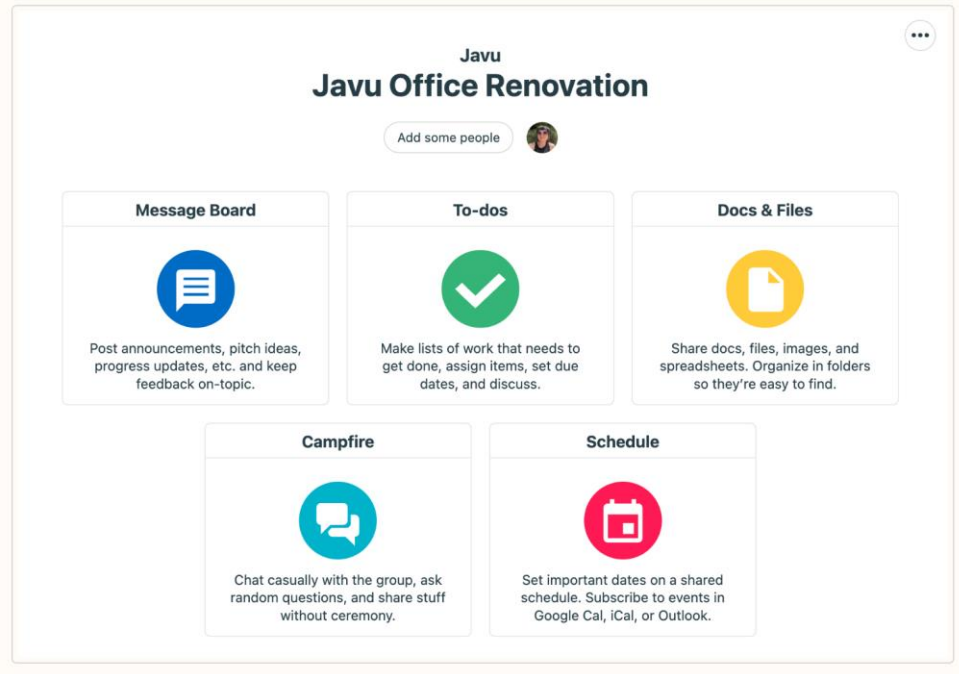 Javu
Javu Office Renovation
Add some people
Message Board
Post announcements, pitch ideas,
progress updates, etc. and keep
feedback on-topic.
To-dos
Make lists of work that needs to
get done, assign items, set due
dates, and discuss.
Docs & Files
Share docs, files, images, and
spreadsheets. Organize in folders
so they’re easy to find.
Campfire
Chat casually with the group, ask
random questions, and share stuff
without ceremony.
Schedule
Set important dates on a shared
schedule. Subscribe to events in
Google Cal, iCal, or Outlook.